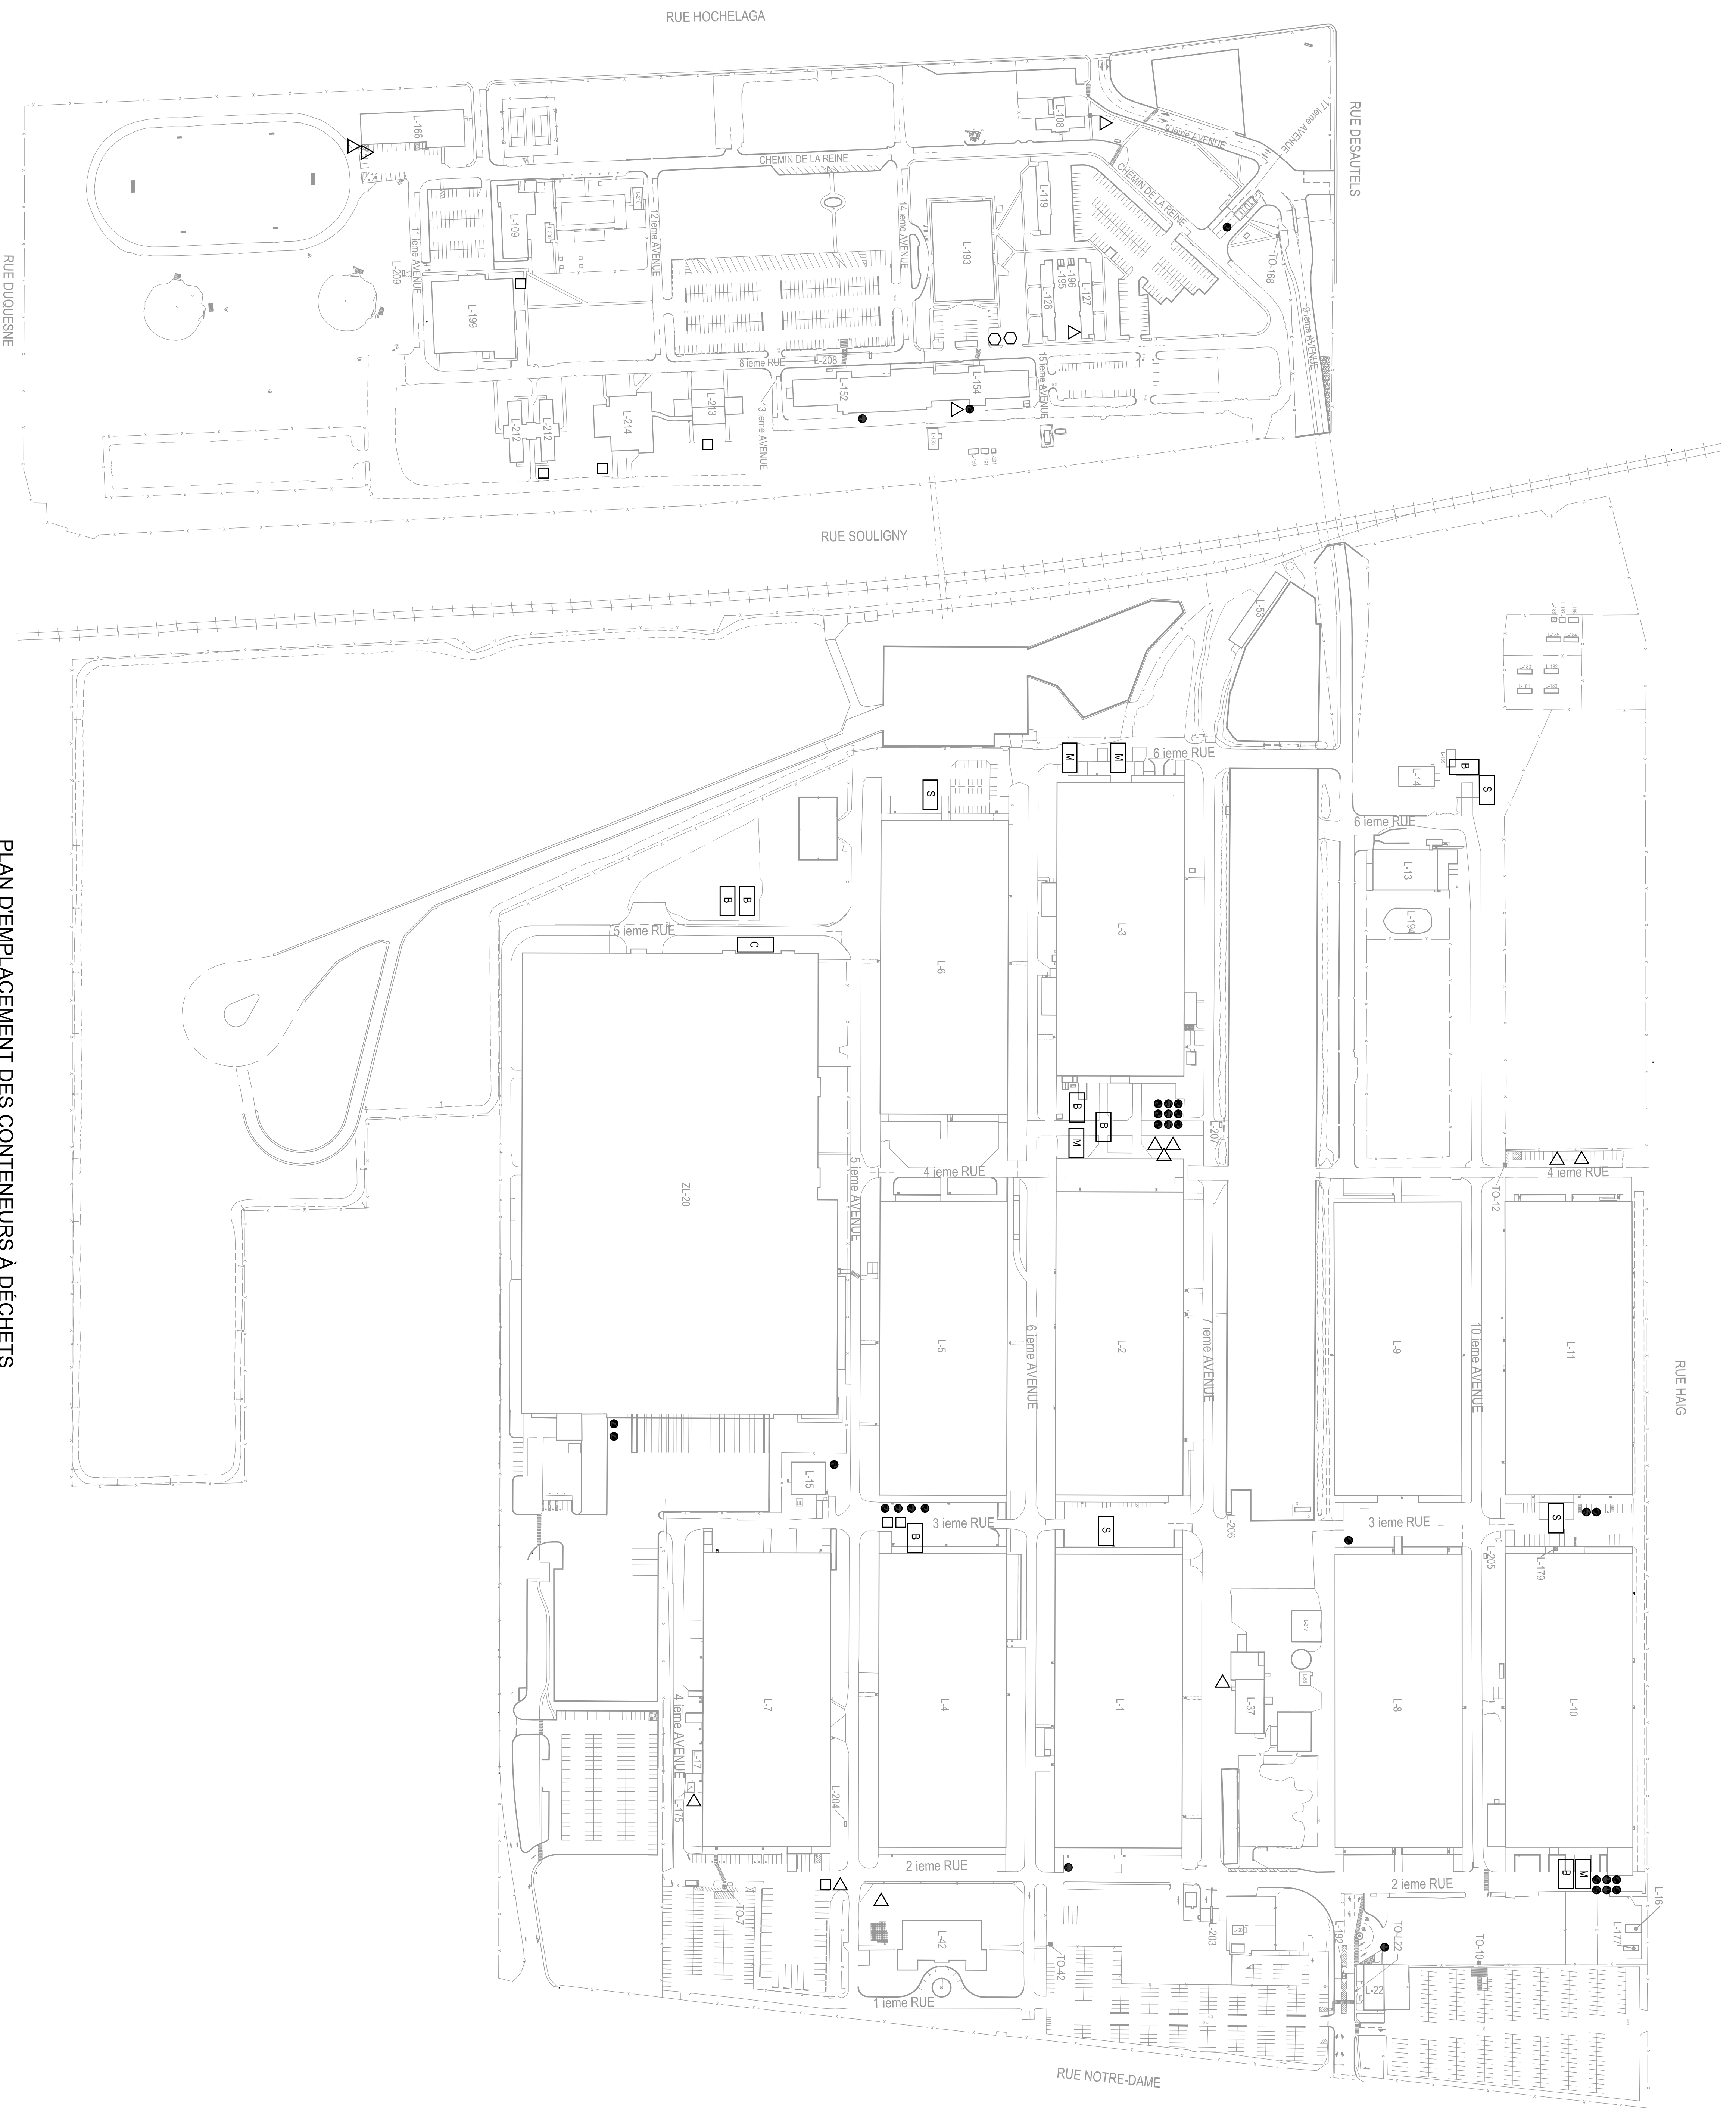 RUE HOCHELAGA
RUE DESAUTELS
17 ieme AVENUE
9 ieme AVENUE
L-108
L-166
CHEMIN DE LA REINE
CHEMIN DE LA REINE
L-119
L-109
12 ieme AVENUE
14 ieme AVENUE
11 ieme AVENUE
L-209
L-193
L-195
L-196
L-126
L-127
TO-168
9 ieme AVENUE
RUE DUQUESNE
L-199
8 ieme RUE
L-208
15 ieme AVENUE
L-152
L-154
13 ieme AVENUE
L-213
L-214
L-212
L-212
RUE SOULIGNY
L-53
6 ieme RUE
M
M
S
B
S
L-14
6 ieme RUE
L-13
L-194
B
B
5 ieme RUE
C
L-6
L-3
B
B
M
L-207
4 ieme RUE
4 ieme RUE
TO-12
ZL-20
5 ieme AVENUE
L-5
6 ieme AVENUE
L-2
7 ieme AVENUE
L-9
10 ieme AVENUE
L-11
RUE HAIG
PLAN D'EMPLACEMENT DES CONTENEURS À DÉCHETS
L-15
3 ieme RUE
B
S
L-206
3 ieme RUE
S
L-205
L-179
L-217
L-7
L-4
L-1
L-37
L-8
L-10
4 ieme AVENUE
L-17
L-175
L-204
2 ieme RUE
2 ieme RUE
B
M
L-16
L-177
TO-7
L-42
TO-42
L-203
L-192
TO-L22
TO-10
L-22
1 ieme RUE
RUE NOTRE-DAME